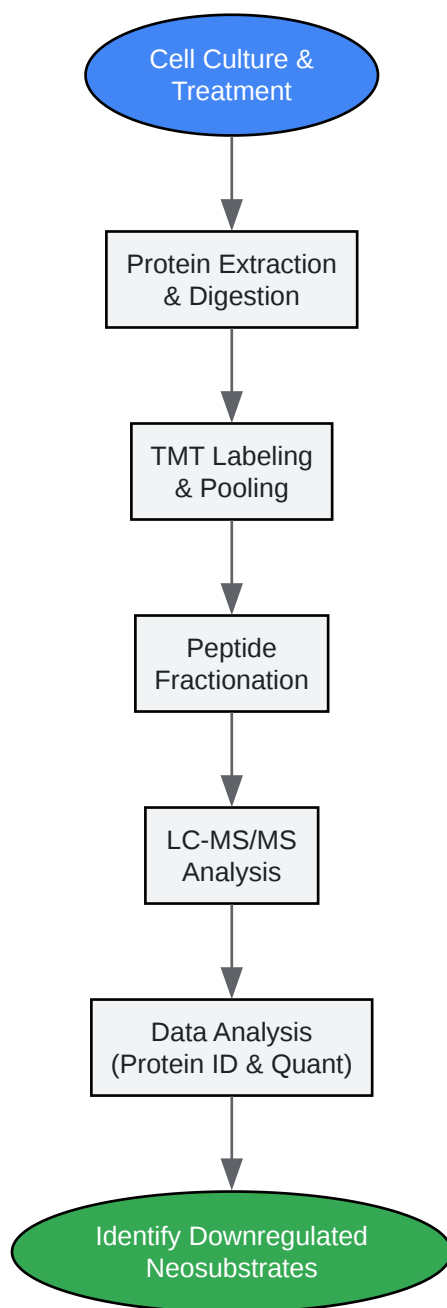 Cell Culture &
Treatment
Protein Extraction
& Digestion
TMT Labeling
& Pooling
Peptide
Fractionation
LC-MS/MS
Analysis
Data Analysis
(Protein ID & Quant)
Identify Downregulated
Neosubstrates